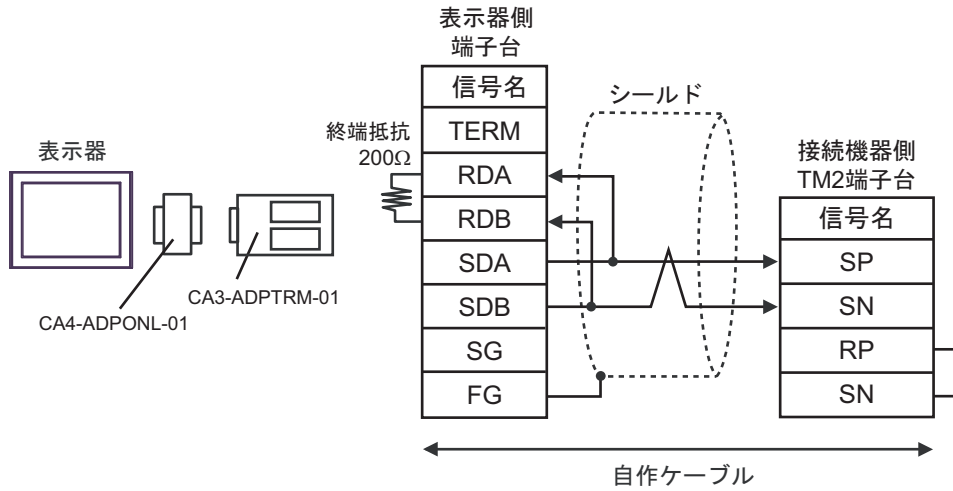 表示器
CA4-ADPONL-01
CA3-ADPTRM-01
終端抵抗
200Ω
表示器側
端子台
信号名
TERM
RDA
RDB
SDA
SDB
SG
FG
シールド
接続機器側
TM2端子台
信号名
SP
SN
RP
SN
自作ケーブル